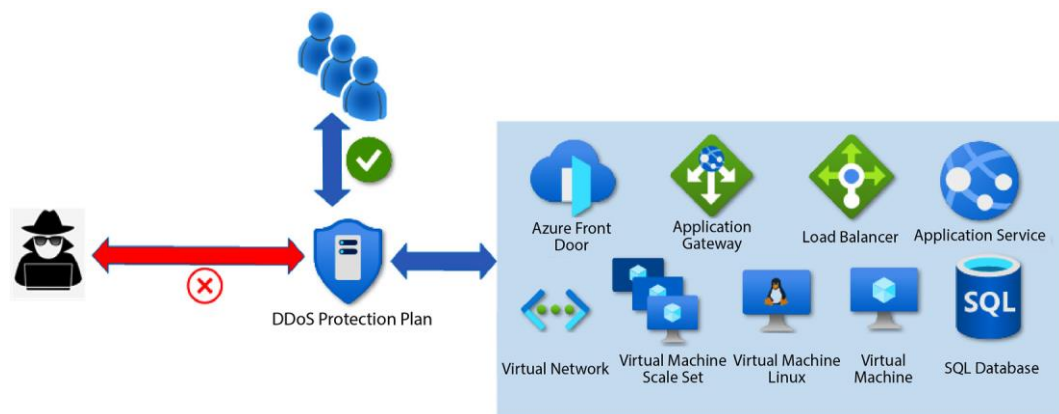 Azure Front
Door
Application
Gateway
Load Balancer
Application Service
DDoS Protection Plan
SQL
Virtual Network
Virtual Machine
Scale Set
Virtual Machine
Linux
Virtual
Machine
SQL Database